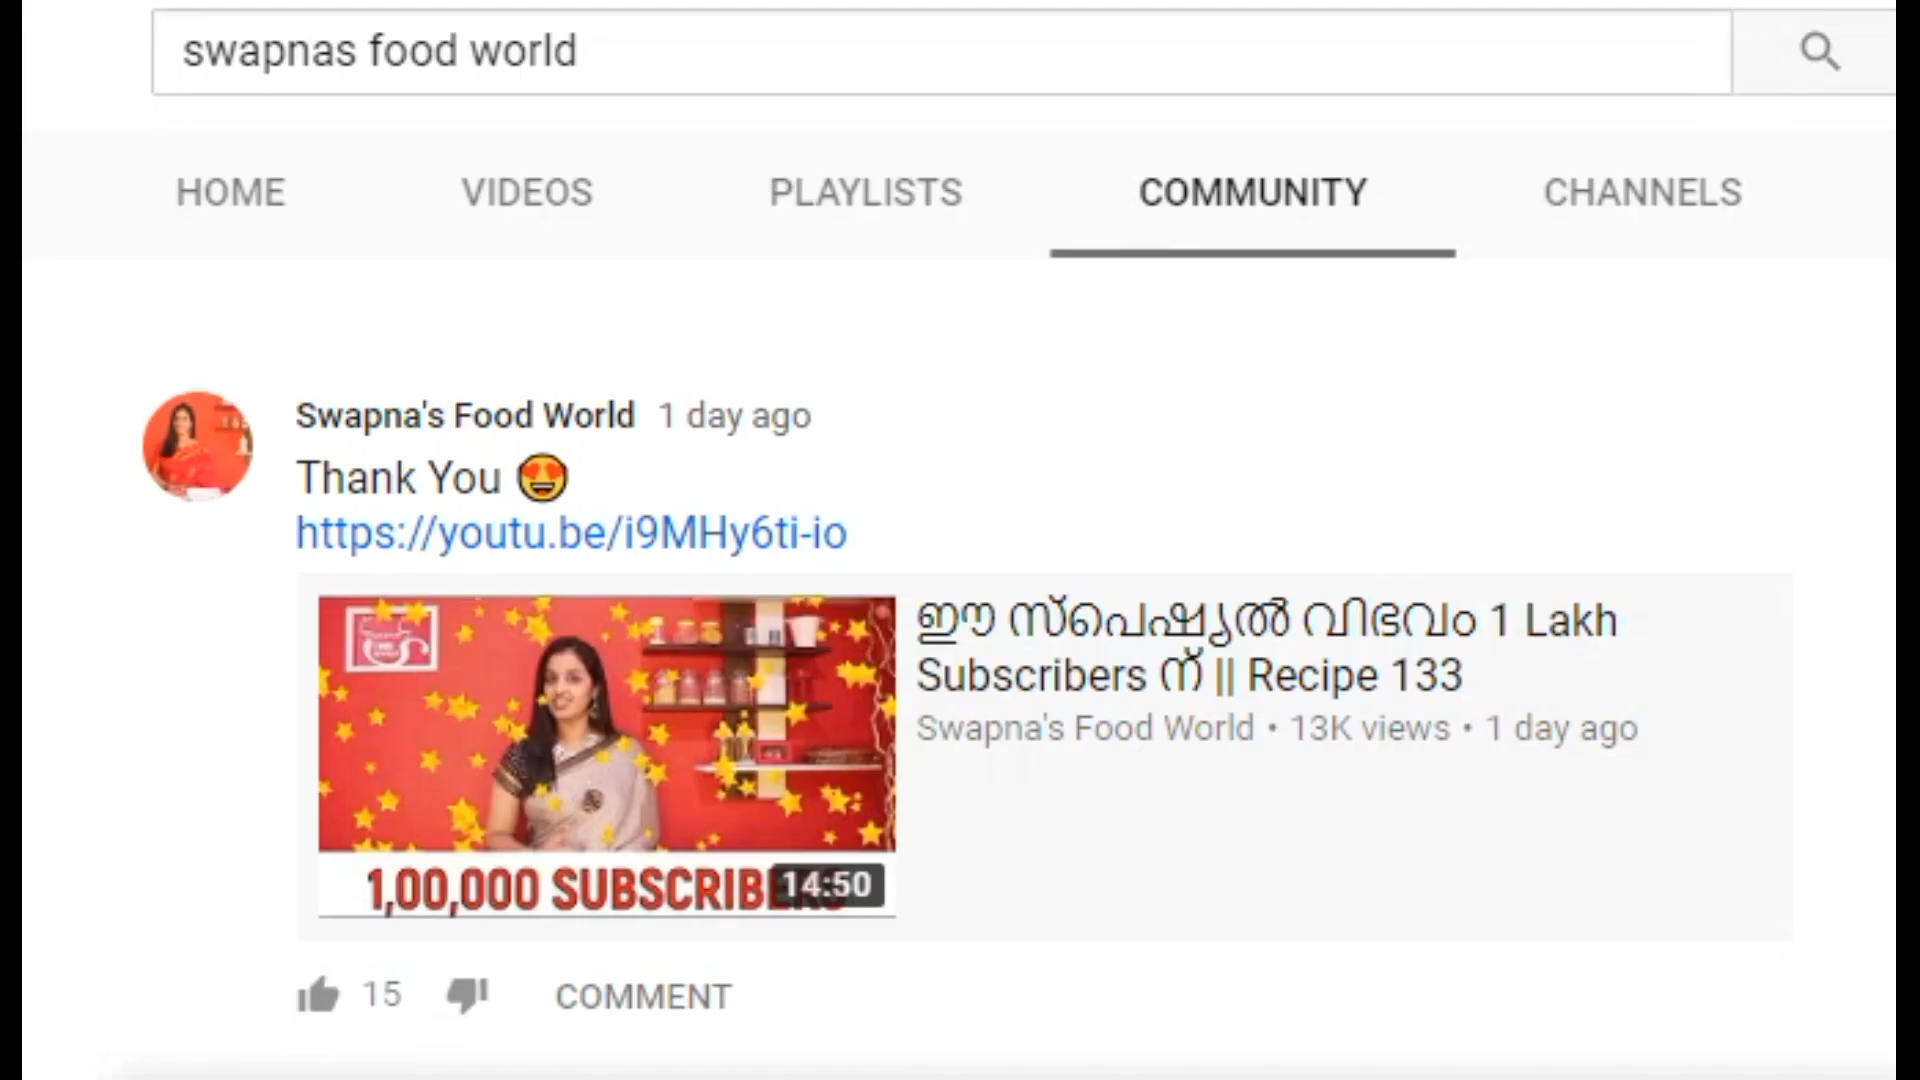 swapnas food world
HOME VIDEOS PLAYLISTS COMMUNITY CHANNELS
Swapna's Food World 1 day ago
Thank You 😍
https://youtu.be/i9MHy6ti-io
ഈ സ്പെഷ്യൽ വിഭവം 1 Lakh
Subscribers ന് || Recipe 133
Swapna's Food World • 13K views • 1 day ago
1,00,000 SUBSCRIBERS
14:50
15 COMMENT